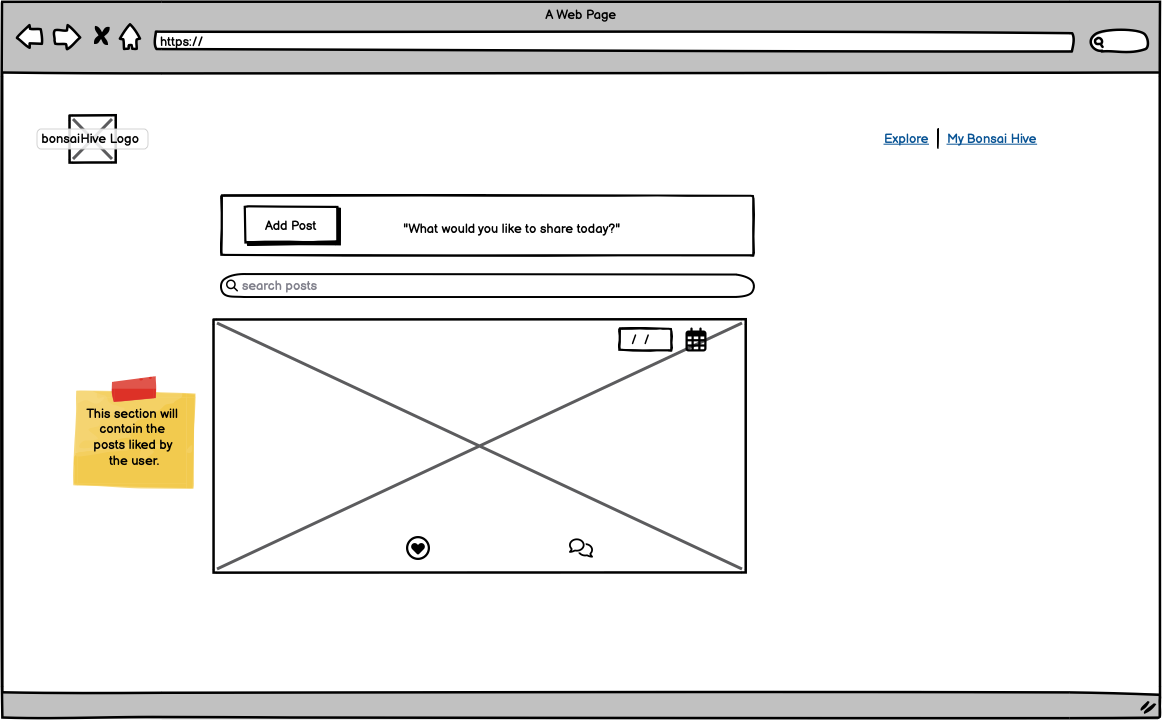 A Web Page
https://
bonsaiHive Logo
Explore
My Bonsai Hive
Add Post
"What would you like to share today?"
search posts
/ /
This section will
contain the
posts liked by
the user.